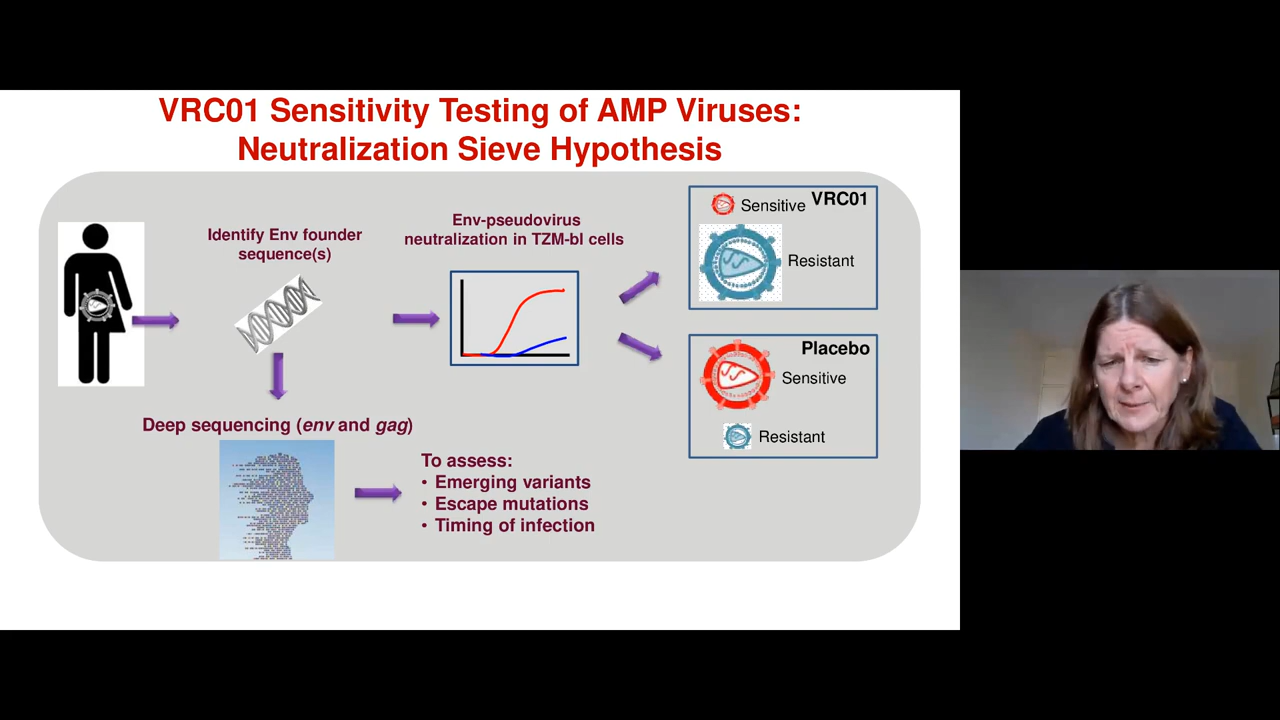 VRC01 Sensitivity Testing of AMP Viruses:
Neutralization Sieve Hypothesis
Identify Env founder
sequence(s)
Env-pseudovirus
neutralization in TZM-bl cells
VRC01
Sensitive
Resistant
Placebo
Sensitive
Resistant
Deep sequencing (env and gag)
To assess:
• Emerging variants
• Escape mutations
• Timing of infection